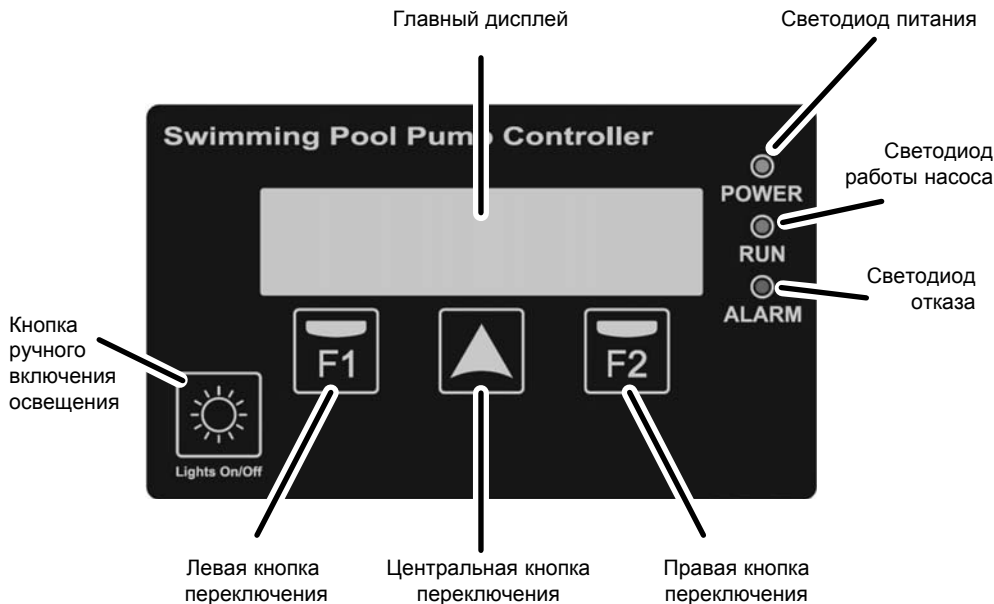 Главный дисплей
Светодиод питания
Swimming Pool Pump Controller
POWER
Светодиод
работы насоса
RUN
Светодиод
отказа
ALARM
Кнопка
ручного
включения
освещения
F1
F2
Lights On/Off
Левая кнопка
переключения
Центральная кнопка
переключения
Правая кнопка
переключения